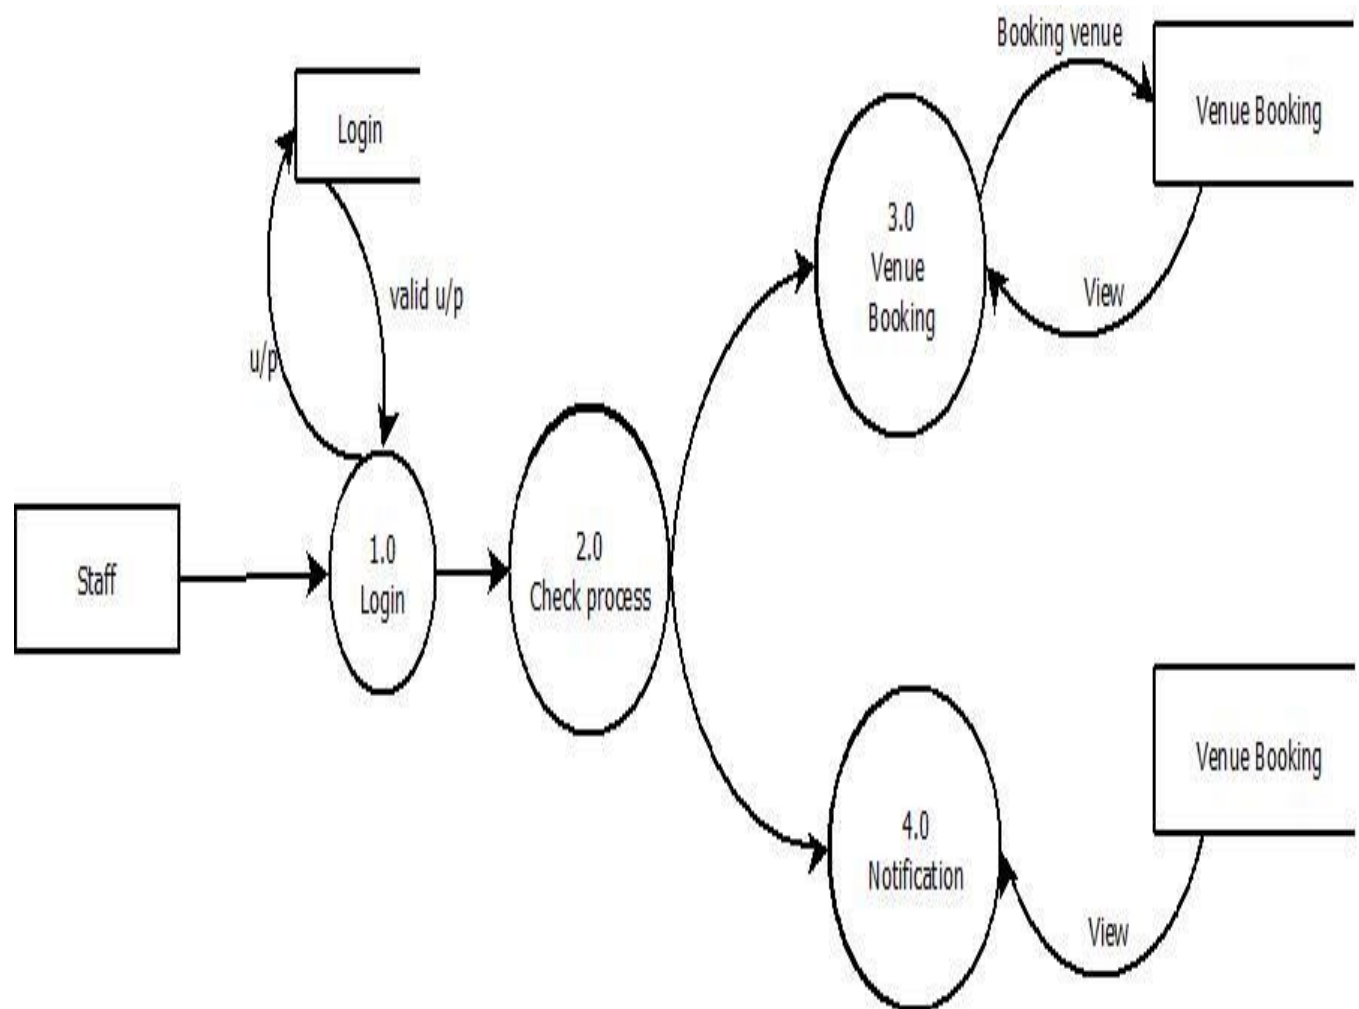 Booking venue
Venue Booking
Login
3.0
Venue
Booking
View
valid u/p
u/p
Staff
1.0
Login
2.0
Check process
Venue Booking
4.0
Notification
View